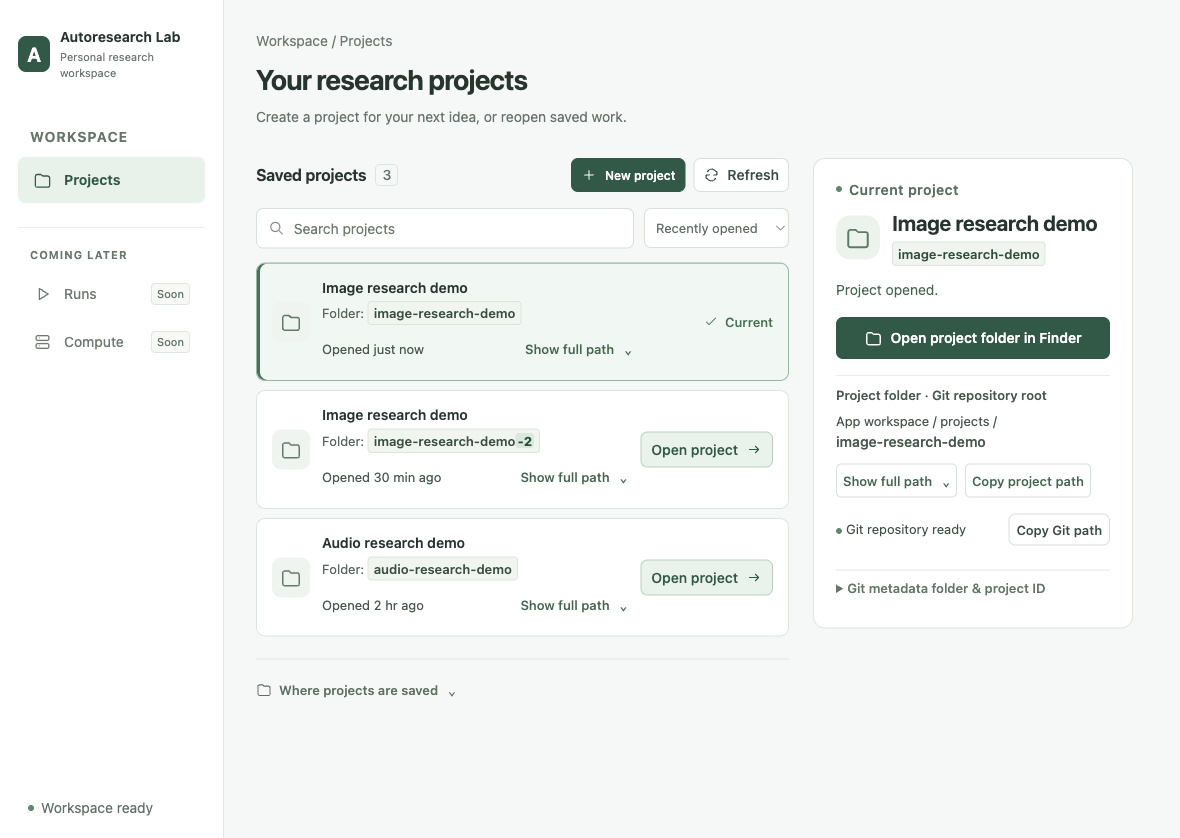 A
Autoresearch Lab
Personal research
workspace
WORKSPACE
Projects
COMING LATER
Runs Soon
Compute Soon
Workspace ready
Workspace / Projects
Your research projects
Create a project for your next idea, or reopen saved work.
Saved projects 3
New project
Refresh
Search projects
Recently opened
Image research demo
Folder: image-research-demo
Current
Opened just now
Show full path
Image research demo
Folder: image-research-demo-2
Open project
Opened 30 min ago
Show full path
Audio research demo
Folder: audio-research-demo
Open project
Opened 2 hr ago
Show full path
Where projects are saved
Current project
Image research demo
image-research-demo
Project opened.
Open project folder in Finder
Project folder · Git repository root
App workspace / projects /
image-research-demo
Show full path
Copy project path
Git repository ready
Copy Git path
Git metadata folder & project ID